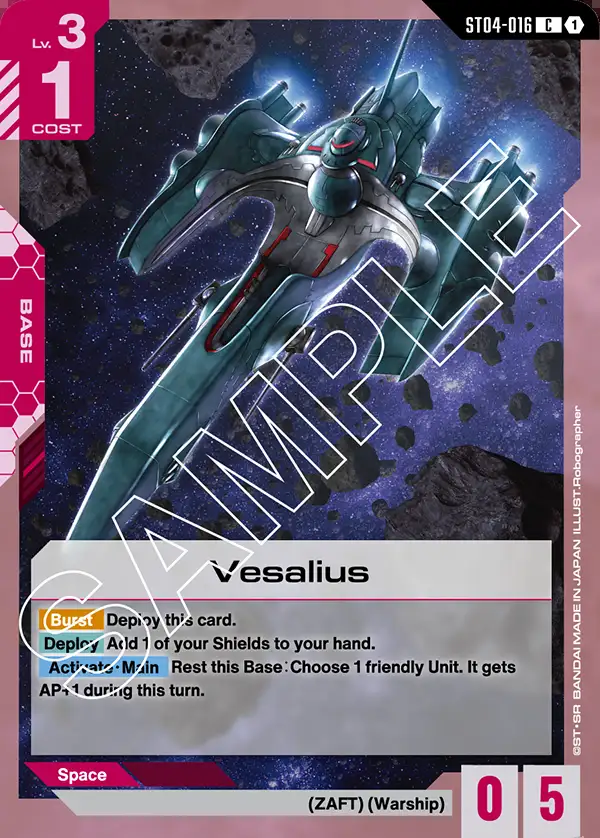 Lv. 3
1
COST
ST04-016 C 1
BASE
SAMPLE
Vesalius
Burst Deploy this card.
Deploy Add 1 of your Shields to your hand.
Activate･Main Rest this Base:Choose 1 friendly Unit. It gets
AP+1 during this turn.
©ST･SR BANDAI MADE IN JAPAN ILLUST.Robographer
Space
(ZAFT) (Warship)
0 5